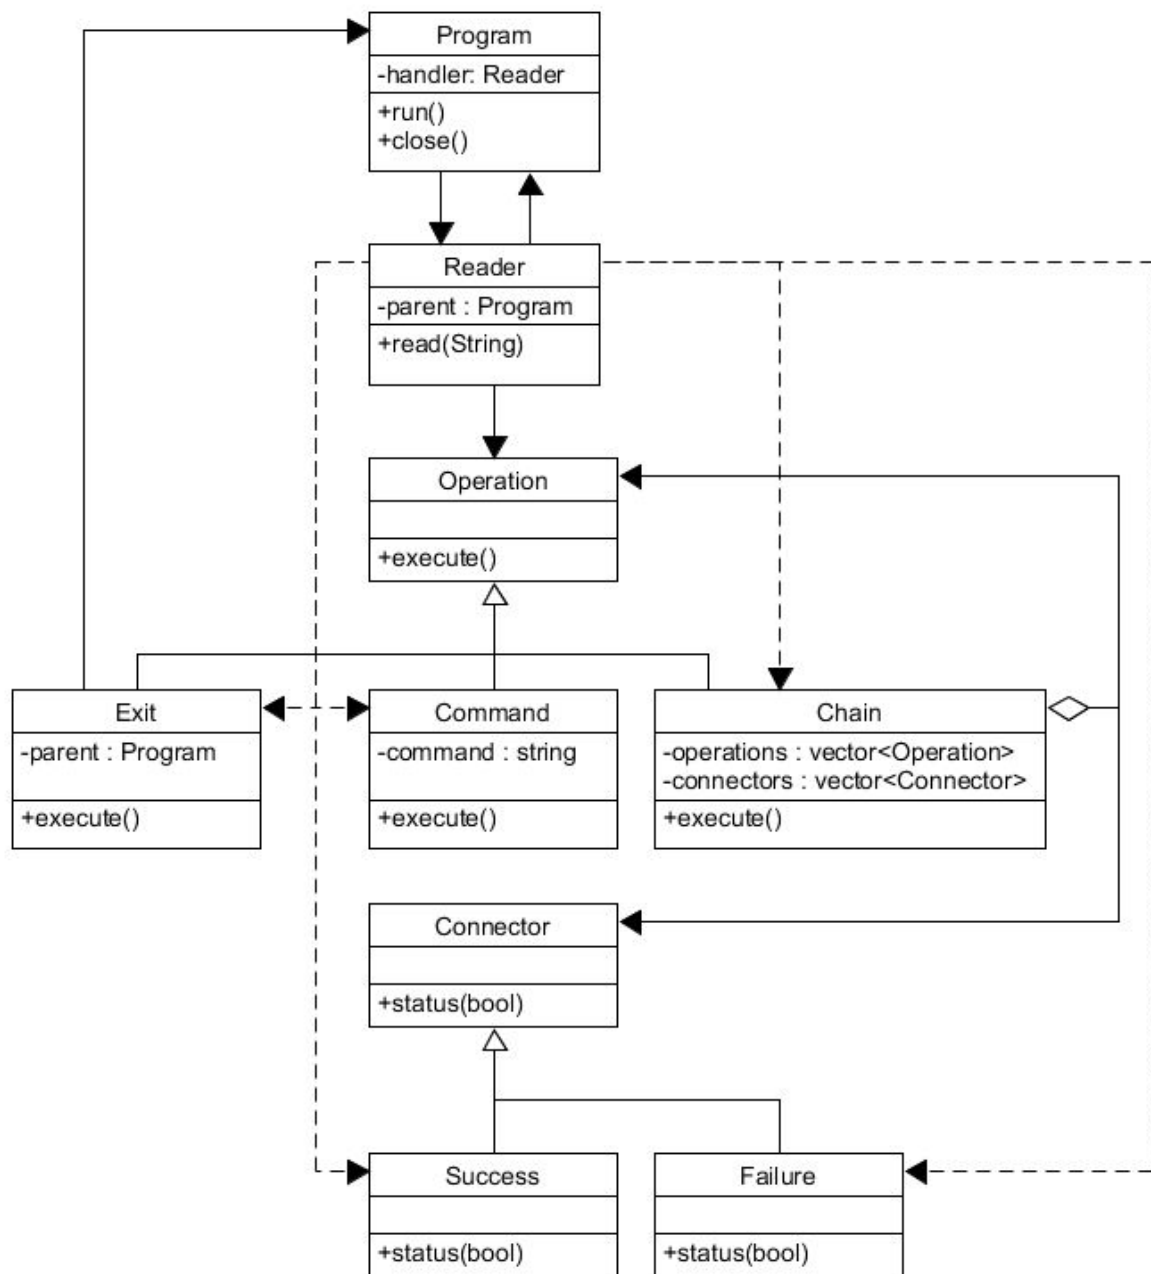 Program
-handler: Reader
+run()
+close()
Reader
-parent : Program
+read(String)
Operation
+execute()
Exit
-parent : Program
+execute()
Command
-command : string
+execute()
Chain
-operations : vector<Operation>
-connectors : vector<Connector>
+execute()
Connector
+status(bool)
Success
+status(bool)
Failure
+status(bool)